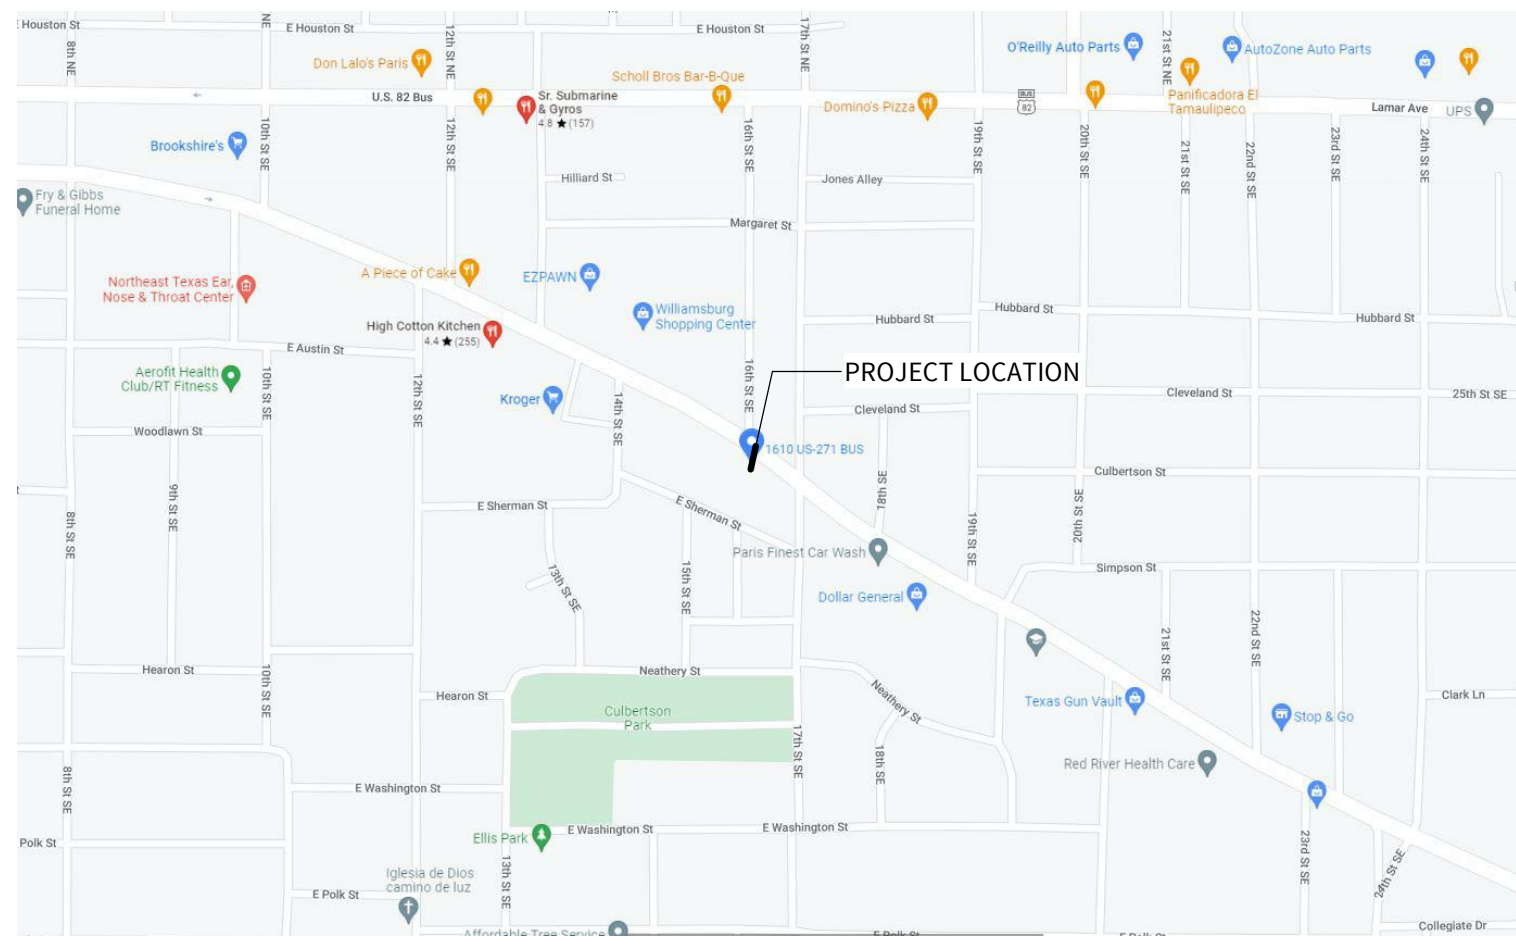 E Houston St
E Houston St
E Houston St
8th NE
NE
12th St NE
17th St NE
21st St NE
Don Lalo's Paris
Scholl Bros Bar-B-Que
O'Reilly Auto Parts
AutoZone Auto Parts
U.S. 82 Bus
Sr. Submarine
& Gyros
4.8 ★ (157)
Domino's Pizza
BUS
82
Panificadora El
Tamaulipeco
Lamar Ave
UPS
Brookshire's
10th St SE
12th St SE
16th St SE
19th St SE
20th St SE
21st St SE
22nd St SE
23rd St SE
24th St SE
Hilliard St
Jones Alley
Fry & Gibbs
Funeral Home
Margaret St
A Piece of Cake
EZPAWN
Northeast Texas Ear,
Nose & Throat Center
Williamsburg
Shopping Center
Hubbard St
Hubbard St
Hubbard St
High Cotton Kitchen
4.4 ★ (255)
E Austin St
Aerofit Health
Club/RT Fitness
10th St SE
12th St SE
14th St SE
16th St SE
PROJECT LOCATION
Kroger
Cleveland St
Cleveland St
25th St SE
Woodlawn St
1610 US-271 BUS
Culbertson St
8th St SE
9th St SE
E Sherman St
E Sherman St
18th SE
19th St SE
20th St SE
Paris Finest Car Wash
Simpson St
13th St SE
15th St SE
Dollar General
21st St SE
22nd St SE
Hearon St
10th St SE
Hearon St
Neathery St
Neathery St
Texas Gun Vault
Clark Ln
Culbertson
Park
Stop & Go
17th St SE
18th SE
Red River Health Care
8th St SE
E Washington St
Ellis Park
E Washington St
E Washington St
Polk St
13th St SE
23rd St SE
24th St SE
Iglesia de Dios
camino de luz
E Polk St
Collegiate Dr
Affordable Tree Service
E Polk St
E Polk St